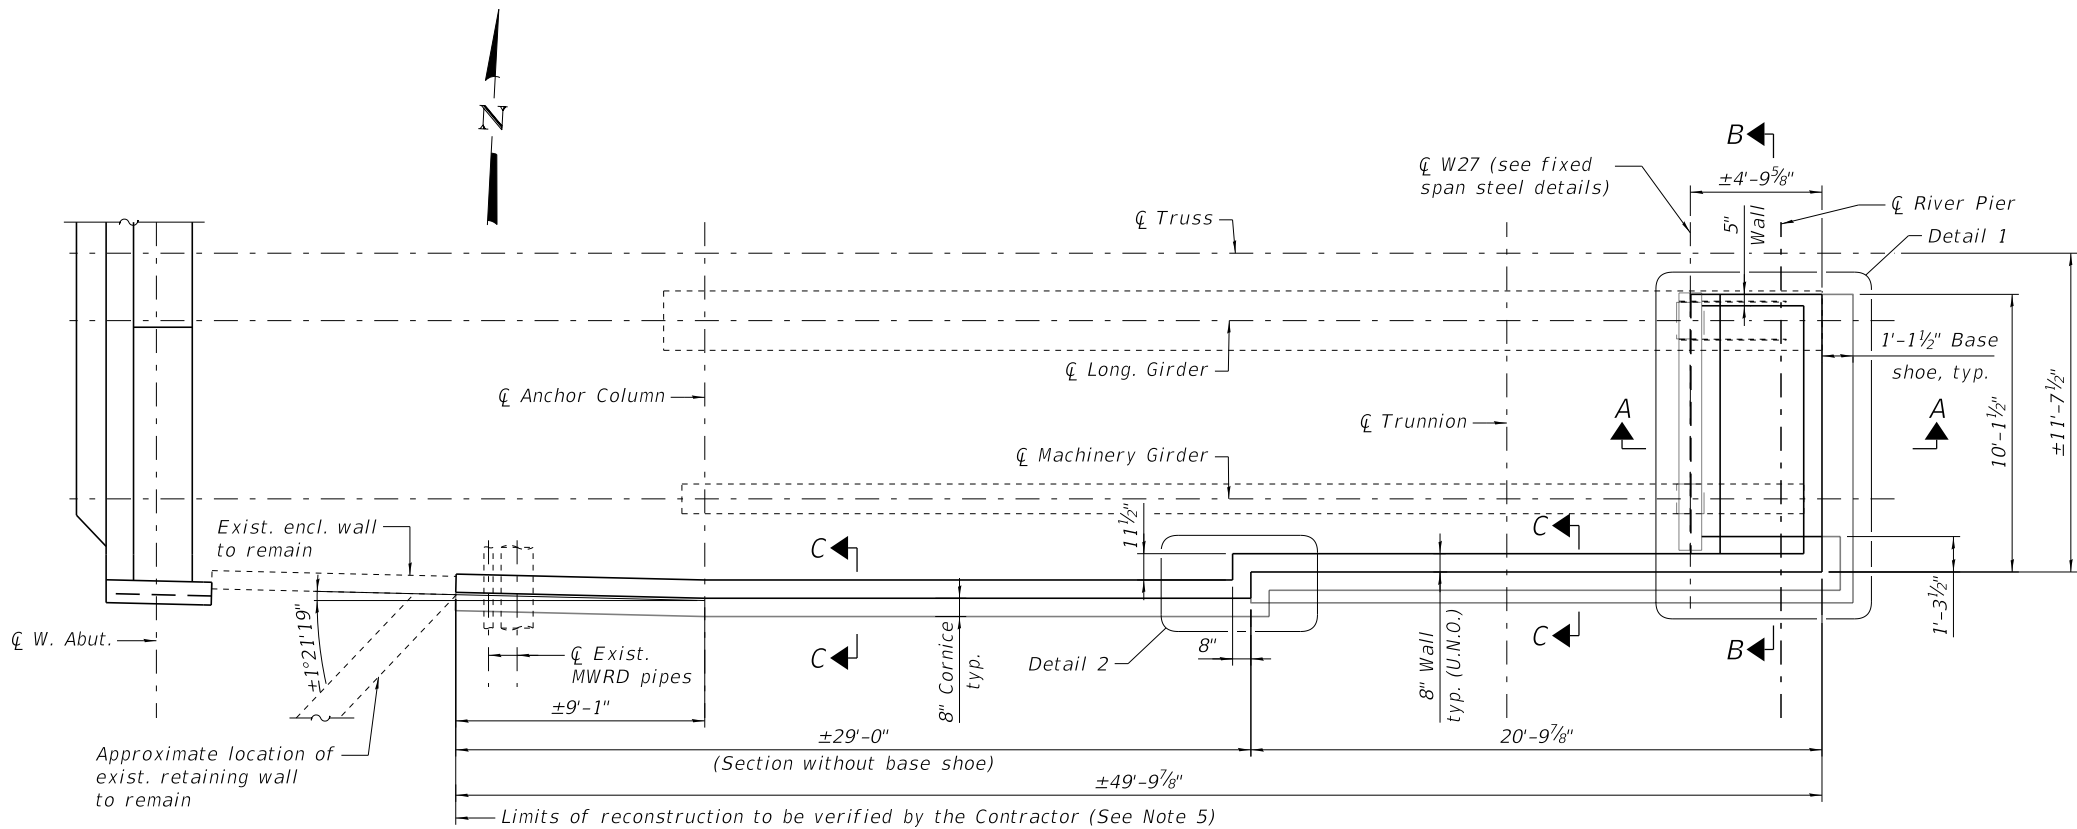 N
B
℄ W27 (see fixed
span steel details)
±4'-9⅝"
℄ Truss
5"
Wall
℄ River Pier
Detail 1
1'-1½" Base
shoe, typ.
℄ Long. Girder
℄ Anchor Column
℄ Trunnion
A
A
10'-1½"
±11'-7½"
℄ Machinery Girder
Exist. encl. wall
to remain
C
11½"
C
±1°21'19"
℄ W. Abut.
C
℄ Exist.
MWRD pipes
8" Cornice
typ.
Detail 2
8"
8" Wall
typ. (U.N.O.)
C
B
1'-3½"
±9'-1"
±29'-0"
(Section without base shoe)
20'-9⅞"
Approximate location of
exist. retaining wall
to remain
±49'-9⅞"
Limits of reconstruction to be verified by the Contractor (See Note 5)